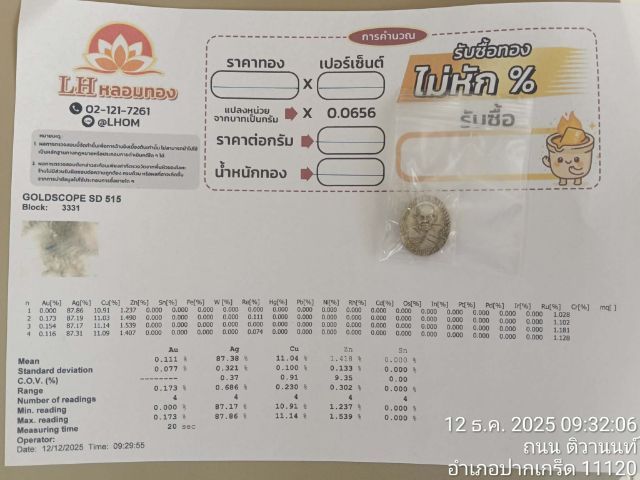 LH หลอมทอง
02-121-7261
@LHOM
การคำนวณ
ราคาทอง
X
เปอร์เซ็นต์
แปลงหน่วย
จากบาทเป็นกรัม
X 0.0656
ราคาต่อกรัม
น้ำหนักทอง
รับซื้อทอง
ไม่หัก %
รับซื้อ
หมายเหตุ :
GOLDSCOPE SD 515
Block: 3331
n Au[%] Ag[%] Cu[%] Zn[%] Sn[%] Fe[%] W[%] Re[%] Hg[%] Pb[%] Ni[%] Rh[%] Cd[%] Os[%] In[%] Pt[%] Pd[%] Ir[%] Ru[%] Cr[%] mq[ ]
1 0.000 87.86 10.91 1.237 0.000 0.000 0.000 0.000 0.000 0.000 0.000 0.000 0.000 0.000 0.000 0.000 0.000 0.000
2 0.173 87.19 11.03 1.490 0.000 0.000 0.000 0.111 0.000 0.000 0.000 0.000 0.000 0.000 0.000 0.000 0.000 0.000 1.028
3 0.154 87.17 11.14 1.539 0.000 0.000 0.000 0.000 0.000 0.000 0.000 0.000 0.000 0.000 0.000 0.000 0.000 0.000 1.102
4 0.116 87.31 11.09 1.407 0.000 0.000 0.000 0.074 0.000 0.000 0.000 0.000 0.000 0.000 0.000 0.000 0.000 0.000 1.181
1.128
Au Ag Cu Zn Sn
Mean 0.111 % 87.38 % 11.04 % 1.418 % 0.000 %
Standard deviation 0.077 % 0.321 % 0.100 % 0.133 % 0.000 %
C.O.V. (%) -------- 0.37 0.91 9.35 0.00
Range 0.173 % 0.686 % 0.230 % 0.302 % 0.000 %
Number of readings 4 4 4 4 4
Min. reading 0.000 % 87.17 % 10.91 % 1.237 % 0.000 %
Max. reading 0.173 % 87.86 % 11.14 % 1.539 % 0.000 %
Measuring time 20 sec
Operator:
Date: 12/12/2025 Time: 09:29:55
12 ธ.ค. 2025 09:32:06
ถนน ติวานนท์
อำเภอปากเกร็ด 11120